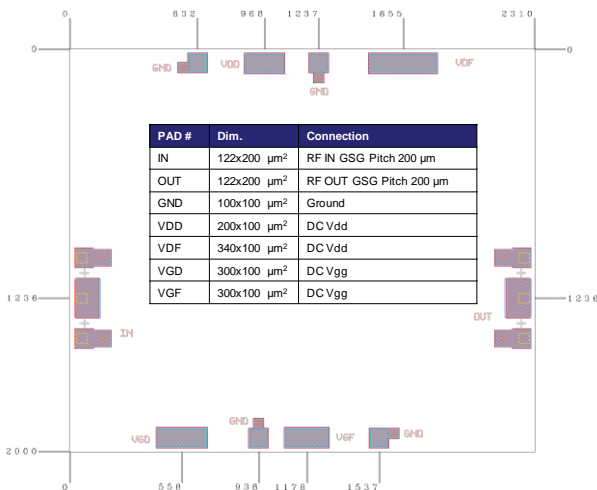 0 632 968 1237 1655 2310
0 0
GND VDD GND VDF
PAD # Dim. Connection
IN 122x200 µm² RF IN GSG Pitch 200 µm
OUT 122x200 µm² RF OUT GSG Pitch 200 µm
GND 100x100 µm² Ground
VDD 200x100 µm² DC Vdd
VDF 340x100 µm² DC Vdd
VGD 300x100 µm² DC Vgg
VGF 300x100 µm² DC Vgg
1236 1236
IN OUT
VGD GND VGF GND
2000
0 558 938 1178 1537